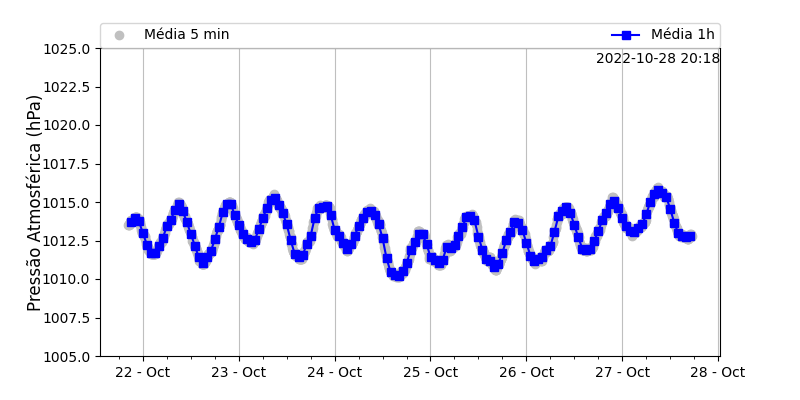 Média 5 min
Média 1h
2022-10-28 20:18
Pressão Atmosférica (hPa)
1025.0
1022.5
1020.0
1017.5
1015.0
1012.5
1010.0
1007.5
1005.0
22 - Oct
23 - Oct
24 - Oct
25 - Oct
26 - Oct
27 - Oct
28 - Oct